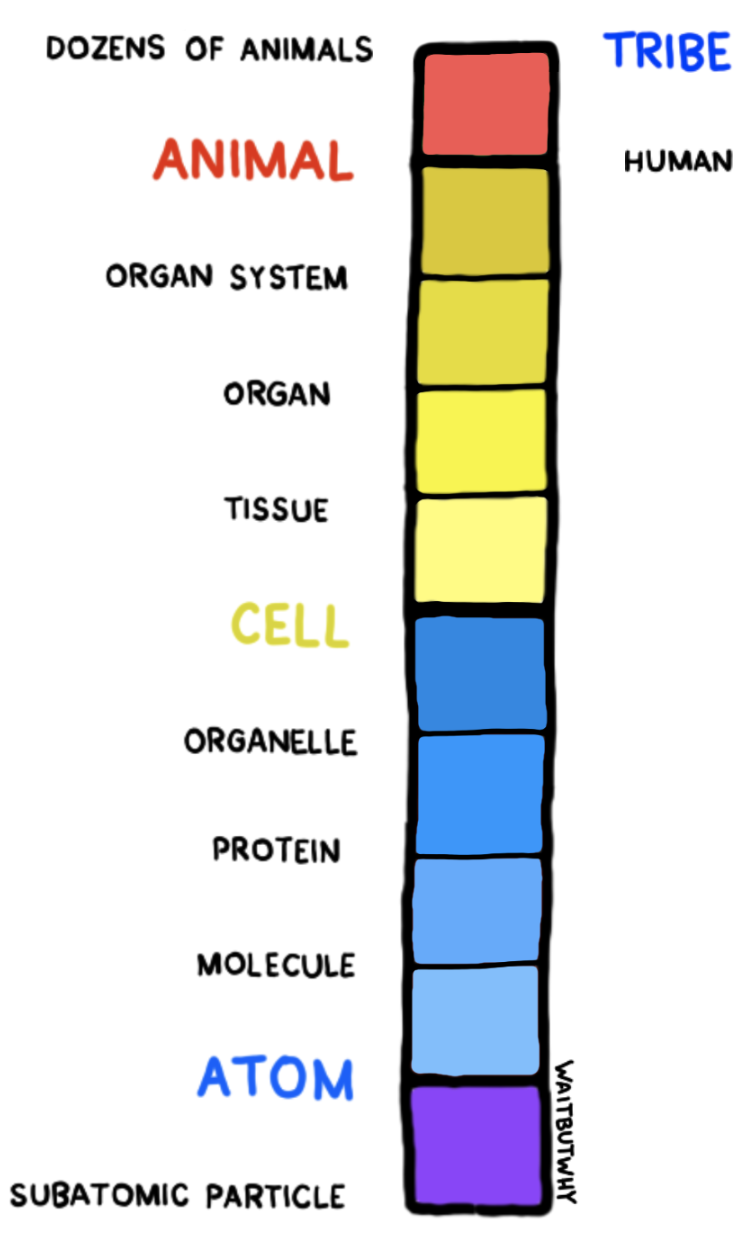 DOZENS OF ANIMALS
TRIBE
ANIMAL
HUMAN
ORGAN SYSTEM
ORGAN
TISSUE
CELL
ORGANELLE
PROTEIN
MOLECULE
ATOM
WAITBUTWHY
SUBATOMIC PARTICLE